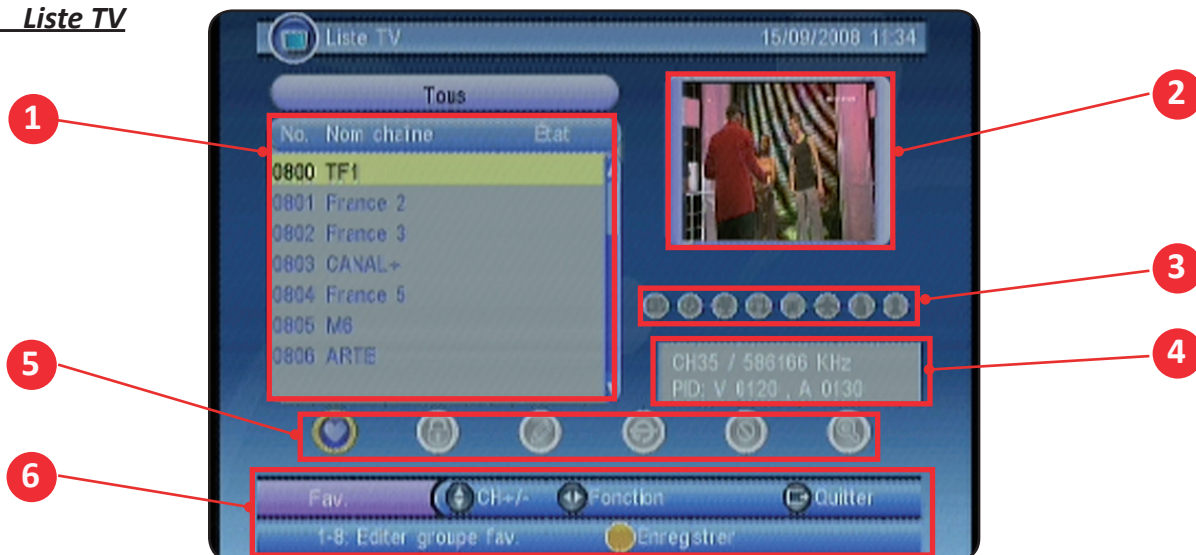 Liste TV
Liste TV
15/09/2008 11:34
Tous
No. Nom chaîne État
0800 TF1
0801 France 2
0802 France 3
0803 CANAL+
0804 France 5
0805 M6
0806 ARTE
CH35 / 586166 KHz
PID: V 0120 , A 0130
Fav. CH+/- Fonction Quitter
1-8: Editer groupe fav. Enregistrer
1
2
3
4
5
6